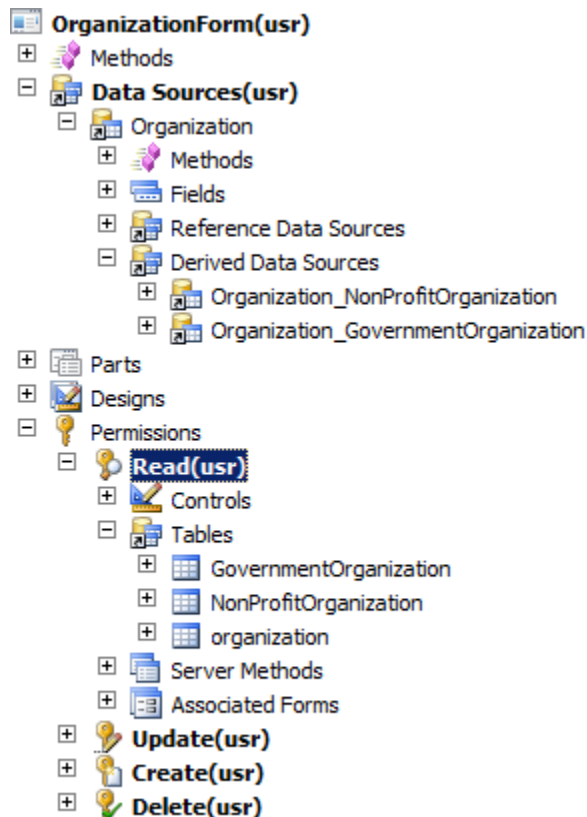 OrganizationForm(usr)
Methods
Data Sources(usr)
Organization
Methods
Fields
Reference Data Sources
Derived Data Sources
Organization_NonProfitOrganization
Organization_GovernmentOrganization
Parts
Designs
Permissions
Read(usr)
Controls
Tables
GovernmentOrganization
NonProfitOrganization
organization
Server Methods
Associated Forms
Update(usr)
Create(usr)
Delete(usr)